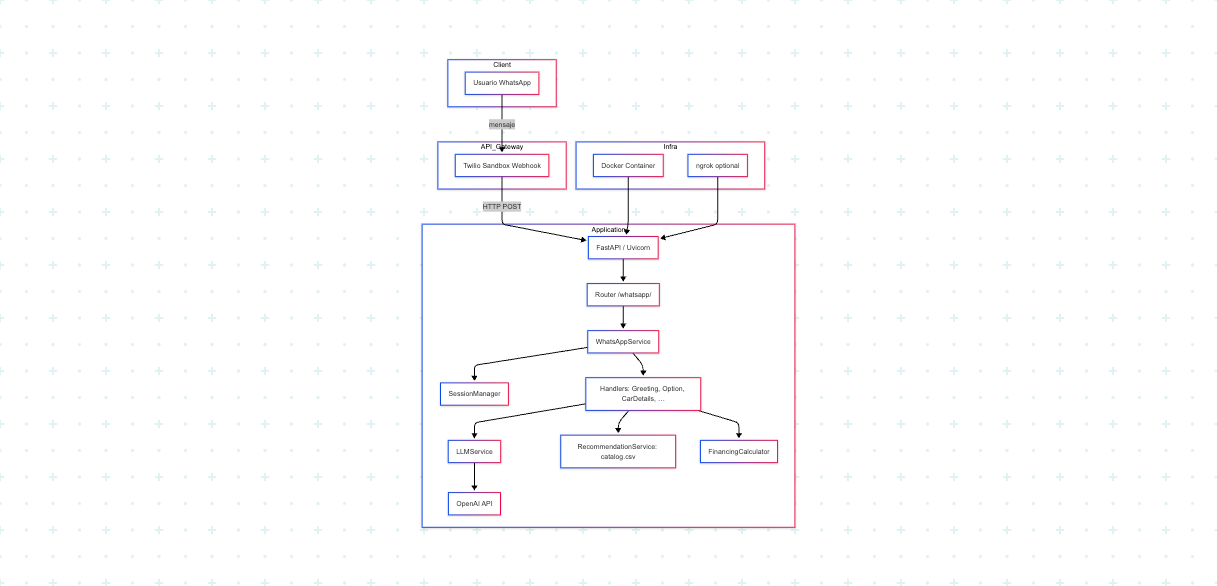 Client
Usuario WhatsApp
mensaje
API_Gateway
Twilio Sandbox Webhook
Infra
Docker Container
ngrok optional
HTTP POST
Application
FastAPI / Uvicorn
Router /whatsapp/
WhatsAppService
SessionManager
Handlers: Greeting, Option,
CarDetails, ...
LLMService
RecommendationService:
catalog.csv
FinancingCalculator
OpenAI API